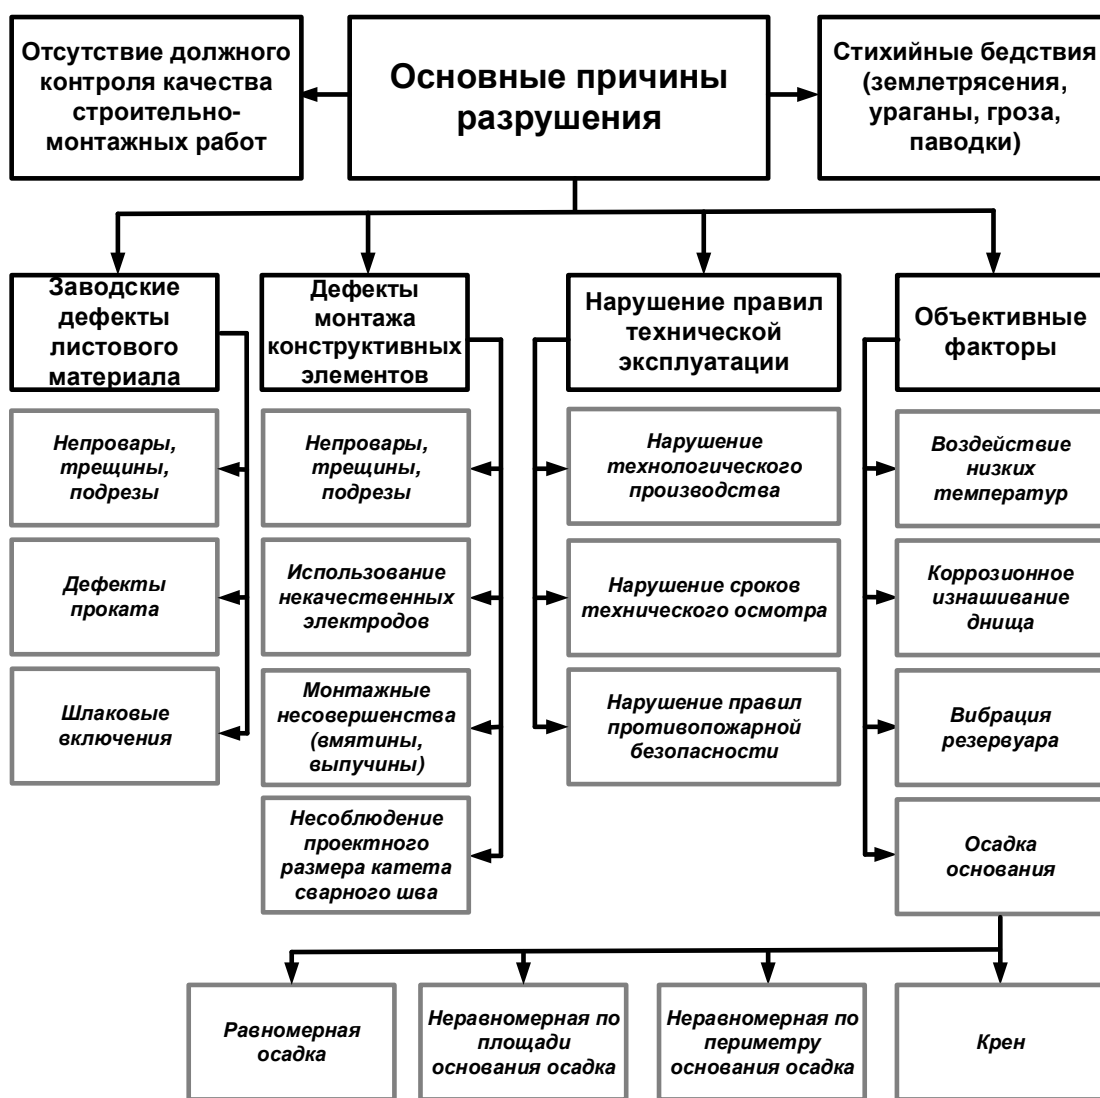 Отсутствие должного
контроля качества
строительно-
монтажных работ
Основные причины
разрушения
Стихийные бедствия
(землетрясения,
ураганы, гроза,
паводки)
Заводские
дефекты
листового
материала
Дефекты
монтажа
конструктивных
элементов
Нарушение правил
технической
эксплуатации
Объективные
факторы
Непровары,
трещины,
подрезы
Непровары,
трещины,
подрезы
Нарушение
технологического
производства
Воздействие
низких
температур
Дефекты
проката
Использование
некачественных
электродов
Нарушение сроков
технического осмотра
Коррозионное
изнашивание
днища
Шлаковые
включения
Монтажные
несовершенства
(вмятины,
выпучины)
Нарушение правил
противопожарной
безопасности
Вибрация
резервуара
Несоблюдение
проектного
размера катета
сварного шва
Осадка
основания
Равномерная
осадка
Неравномерная по
площади
основания осадка
Неравномерная по
периметру
основания осадка
Крен